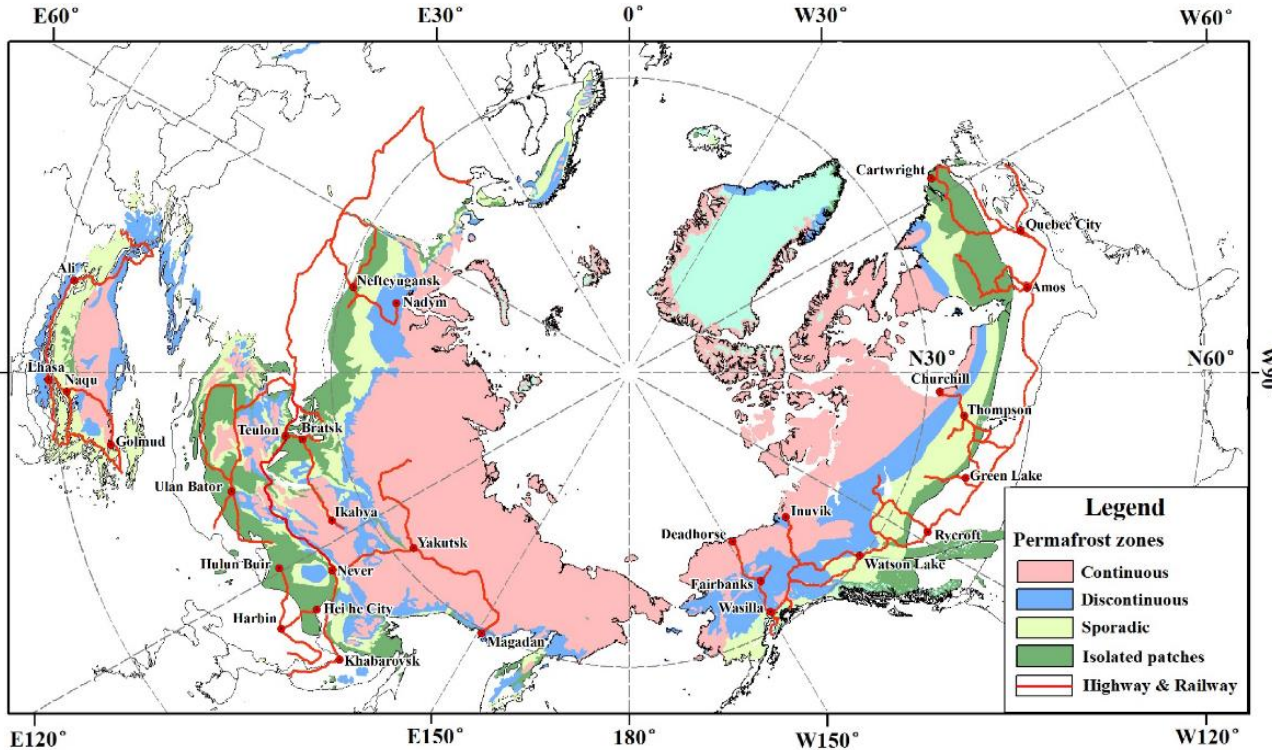 E60°
E30°
0°
W30°
W60°
Cartwright
Quebec City
Ali
Nefteyugansk
Amos
Nadym
N30°
N60°
W90
Lhasa
Naqu
Churchill
Thompson
Teulon
Bratsk
Golmud
Green Lake
Ulan Bator
Ikabya
Inuvik
Yakutsk
Deadhorse
Rycroft
Hulun Buir
Never
Watson Lake
Fairbanks
Hei he City
Wasilla
Harbin
Magadan
Khabarovsk
Legend
Permafrost zones
Continuous
Discontinuous
Sporadic
Isolated patches
Highway & Railway
E120°
E150°
180°
W150°
W120°